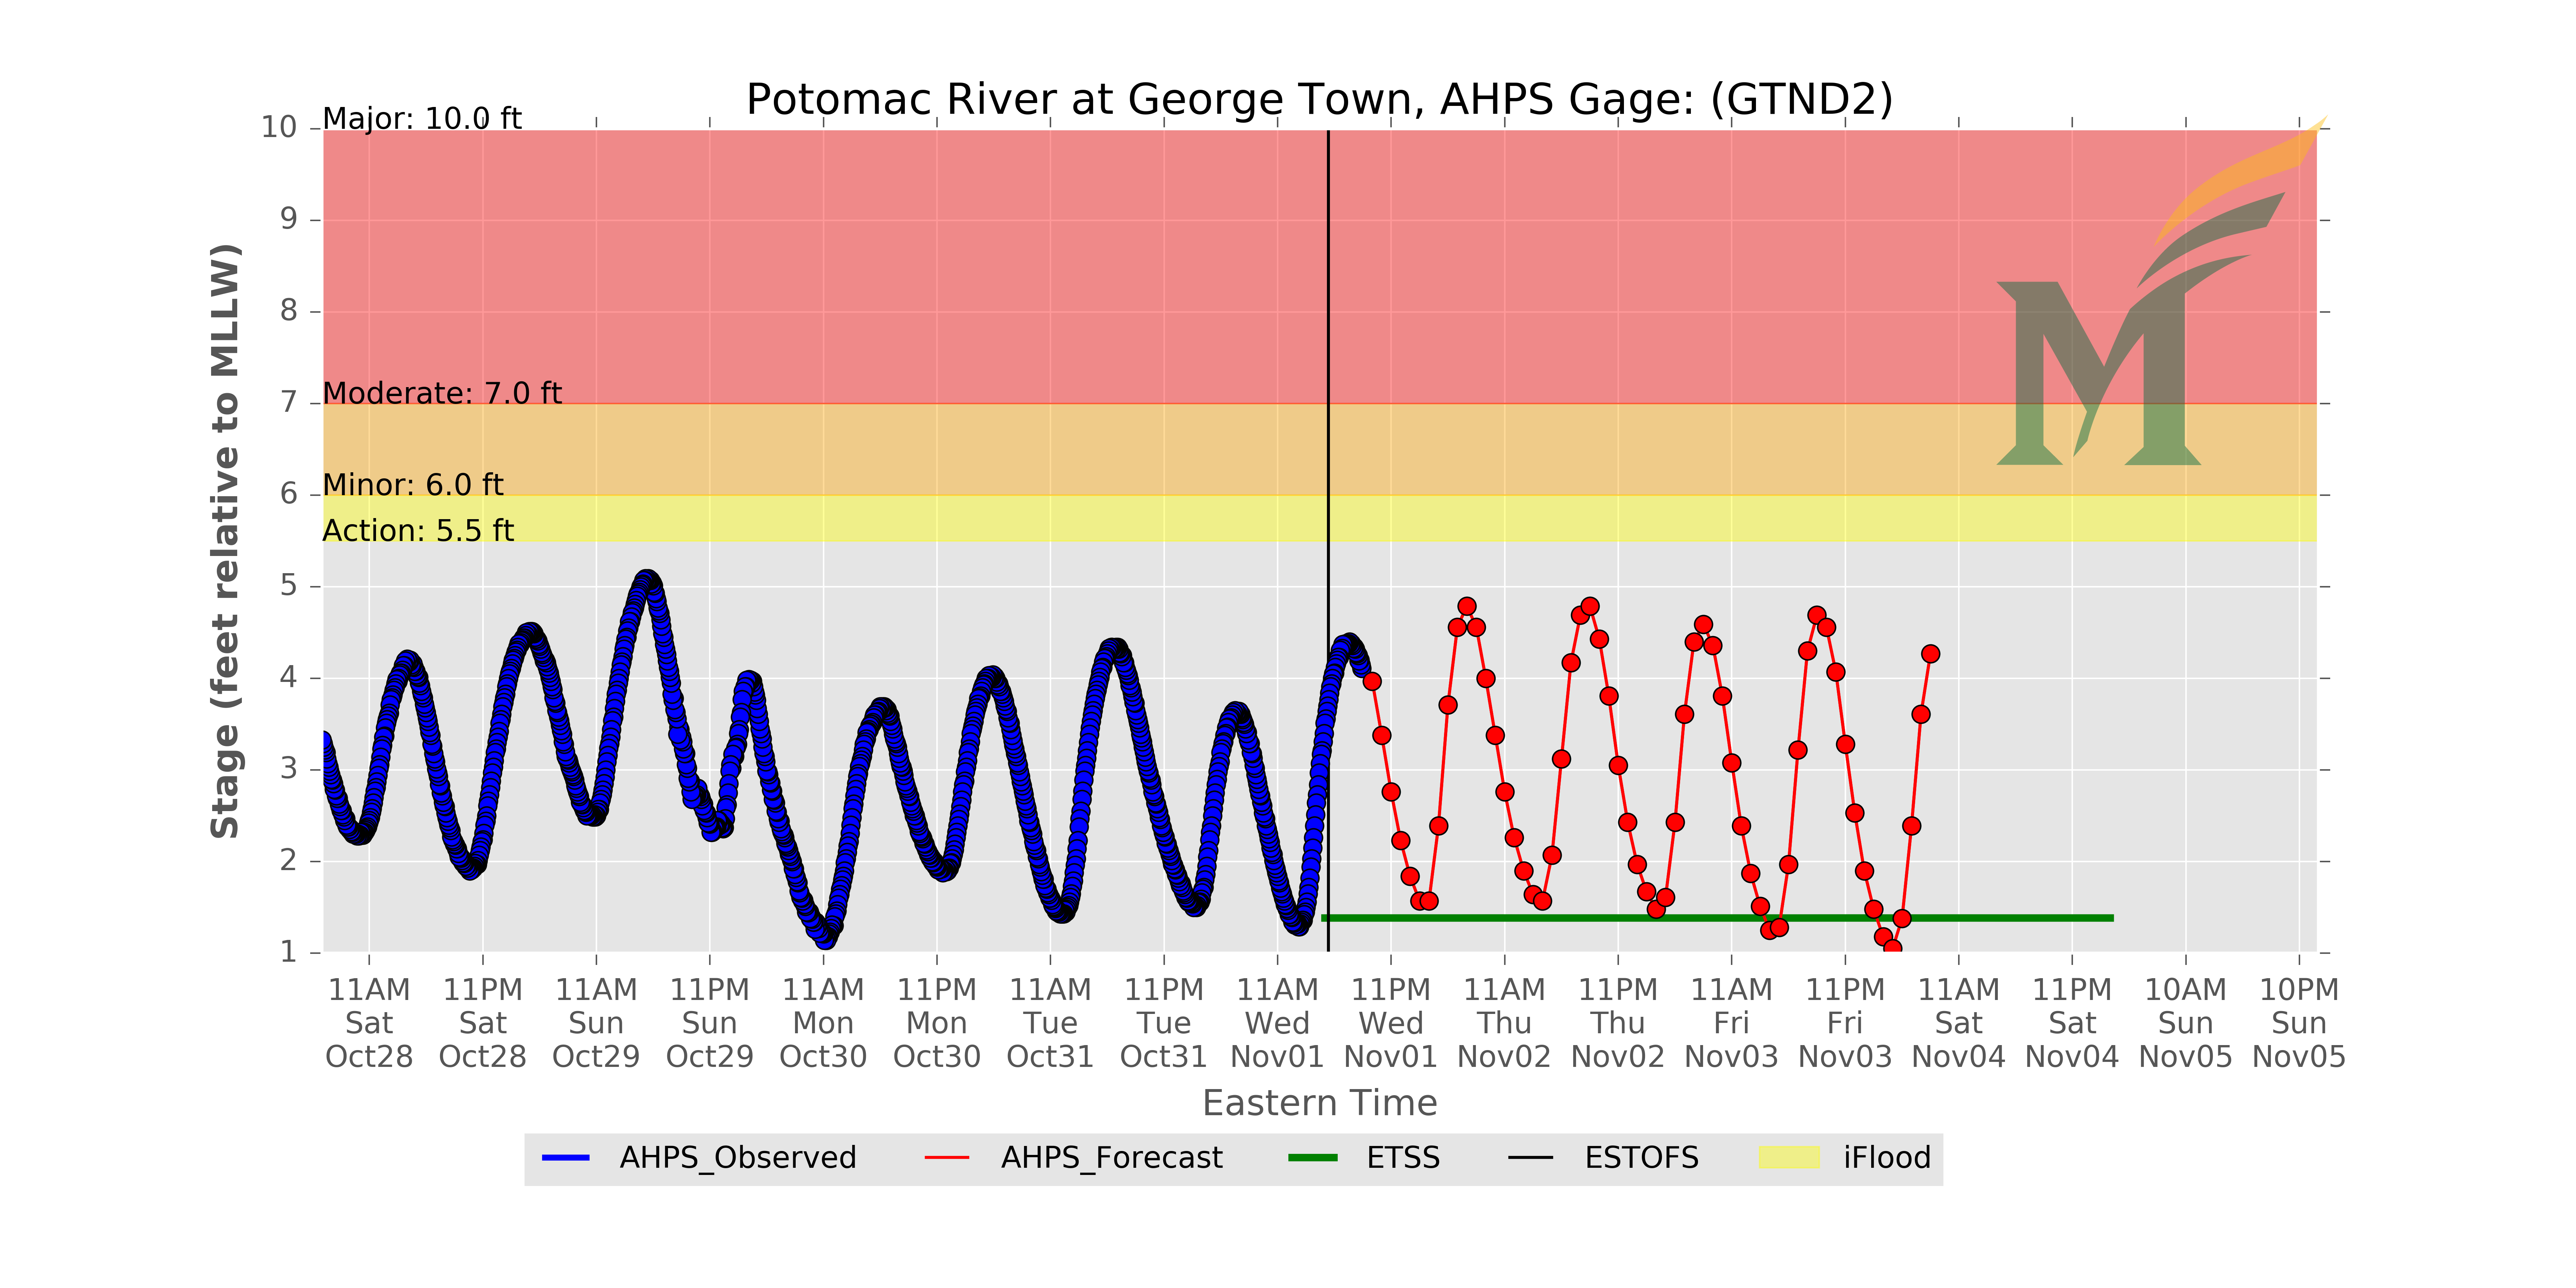 Potomac River at George Town, AHPS Gage: (GTND2)
Major: 10.0 ft
Moderate: 7.0 ft
Minor: 6.0 ft
Action: 5.5 ft
Stage (feet relative to MLLW)
10
9
8
7
6
5
4
3
2
1
11AM 11PM 11AM 11PM 11AM 11PM 11AM 11PM 11AM 11PM 11AM 11PM 11AM 11PM 11AM 11PM 10AM 10PM
Sat Sat Sun Sun Mon Mon Tue Tue Wed Wed Thu Thu Fri Fri Sat Sat Sun Sun
Oct28 Oct28 Oct29 Oct29 Oct30 Oct30 Oct31 Oct31 Nov01 Nov01 Nov02 Nov02 Nov03 Nov03 Nov04 Nov04 Nov05 Nov05
Eastern Time
AHPS_Observed AHPS_Forecast ETSS ESTOFS iFlood
M